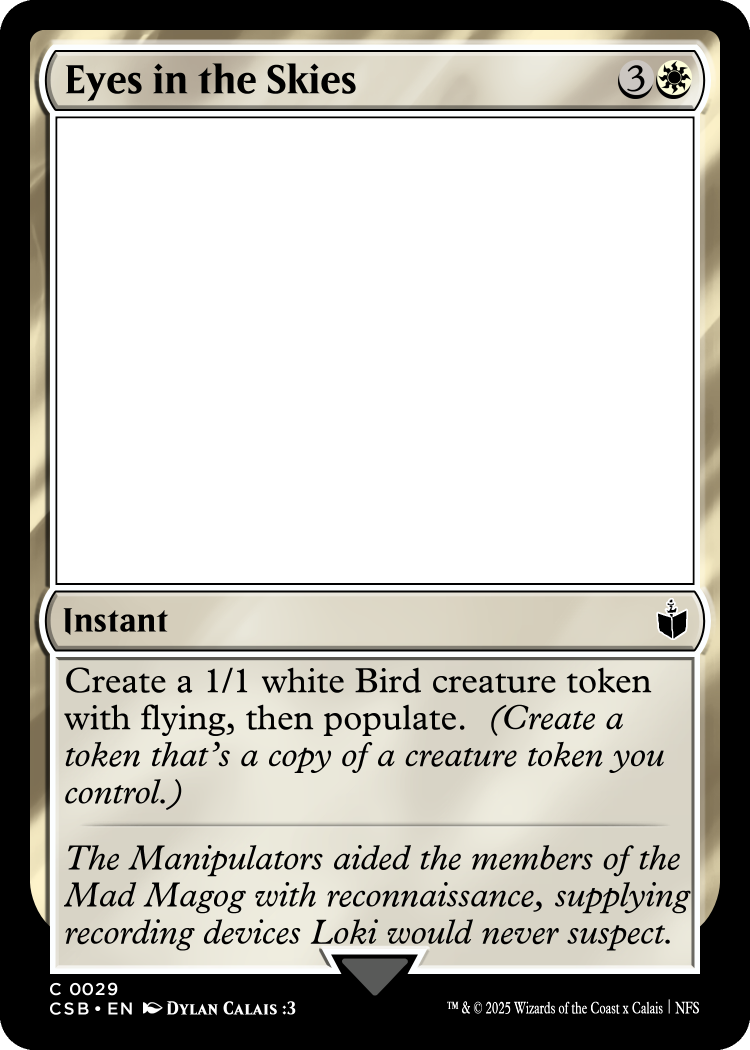 Eyes in the Skies 3
Instant
Create a 1/1 white Bird creature token
with flying, then populate. (Create a
token that's a copy of a creature token you
control.)
The Manipulators aided the members of the
Mad Magog with reconnaissance, supplying
recording devices Loki would never suspect.
C 0029
CSB • EN Dylan Calais :3 ™ & © 2025 Wizards of the Coast x Calais | NFS